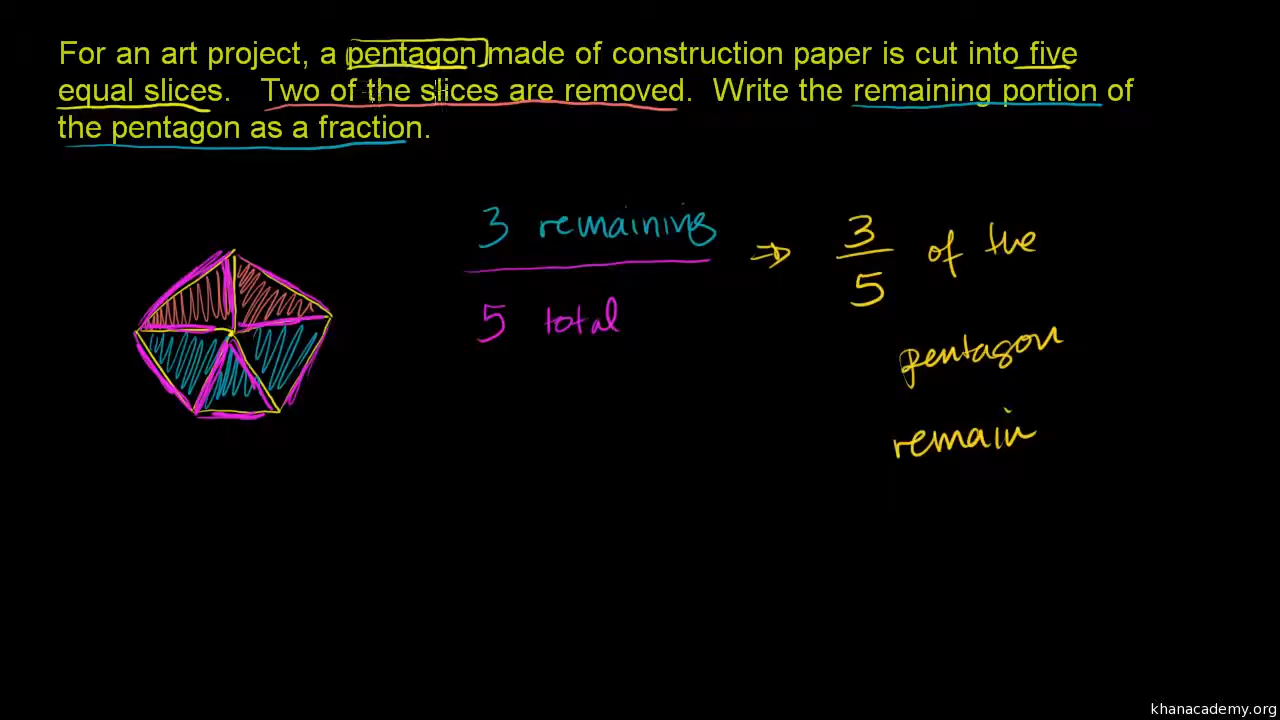 For an art project, a pentagon made of construction paper is cut into five
equal slices. Two of the slices are removed. Write the remaining portion of
the pentagon as a fraction.
3 remaining
5 total
3
5
of the
pentagon
remain
khanacademy.org